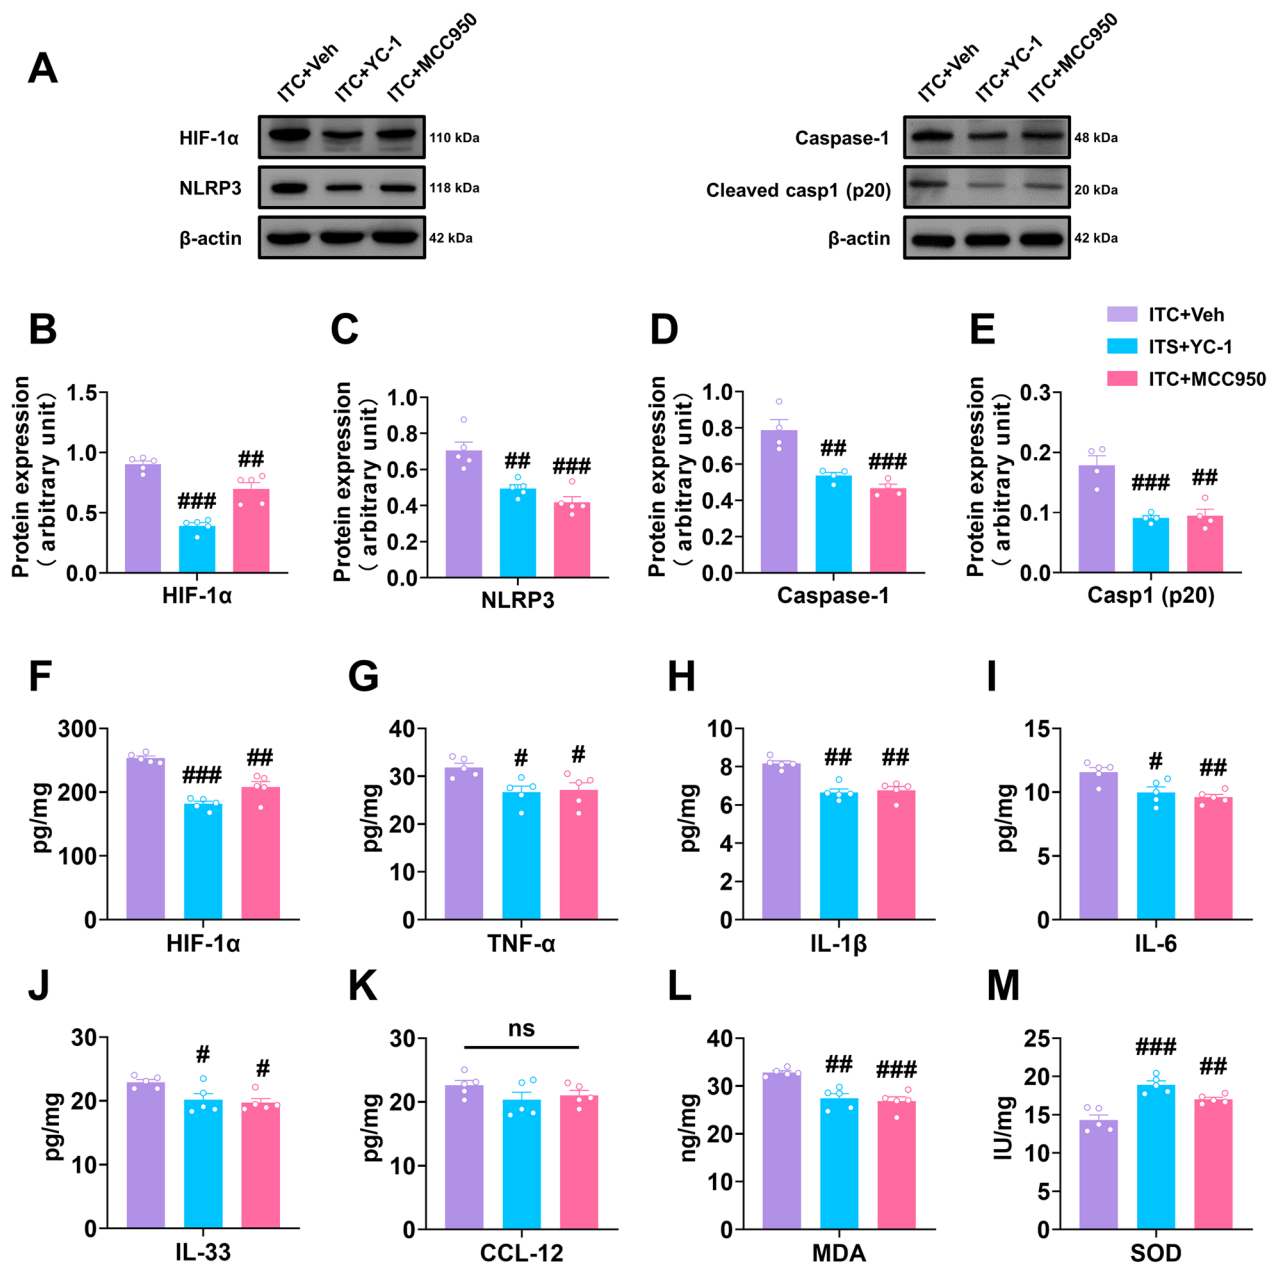 A
ITC+Veh
ITC+YC-1
ITC+MCC950
HIF-1α
110 kDa
NLRP3
118 kDa
β-actin
42 kDa
ITC+Veh
ITC+YC-1
ITC+MCC950
Caspase-1
48 kDa
Cleaved casp1 (p20)
20 kDa
β-actin
42 kDa
ITC+Veh
ITS+YC-1
ITC+MCC950
B
Protein expression
( arbitrary unit)
1.5
1.0
0.5
0.0
###
##
HIF-1α
C
Protein expression
( arbitrary unit)
1.0
0.8
0.6
0.4
0.2
0.0
##
###
NLRP3
D
Protein expression
( arbitrary unit)
1.0
0.8
0.6
0.4
0.2
0.0
##
###
Caspase-1
E
Protein expression
( arbitrary unit)
0.3
0.2
0.1
0.0
###
##
Casp1 (p20)
F
pg/mg
300
200
100
0
###
##
HIF-1α
G
pg/mg
40
30
20
10
0
#
#
TNF-α
H
pg/mg
10
8
6
4
2
0
##
##
IL-1β
I
pg/mg
15
10
5
0
#
##
IL-6
J
pg/mg
30
20
10
0
#
#
IL-33
K
pg/mg
30
20
10
0
ns
CCL-12
L
ng/mg
40
30
20
10
0
##
###
MDA
M
IU/mg
25
20
15
10
5
0
###
##
SOD